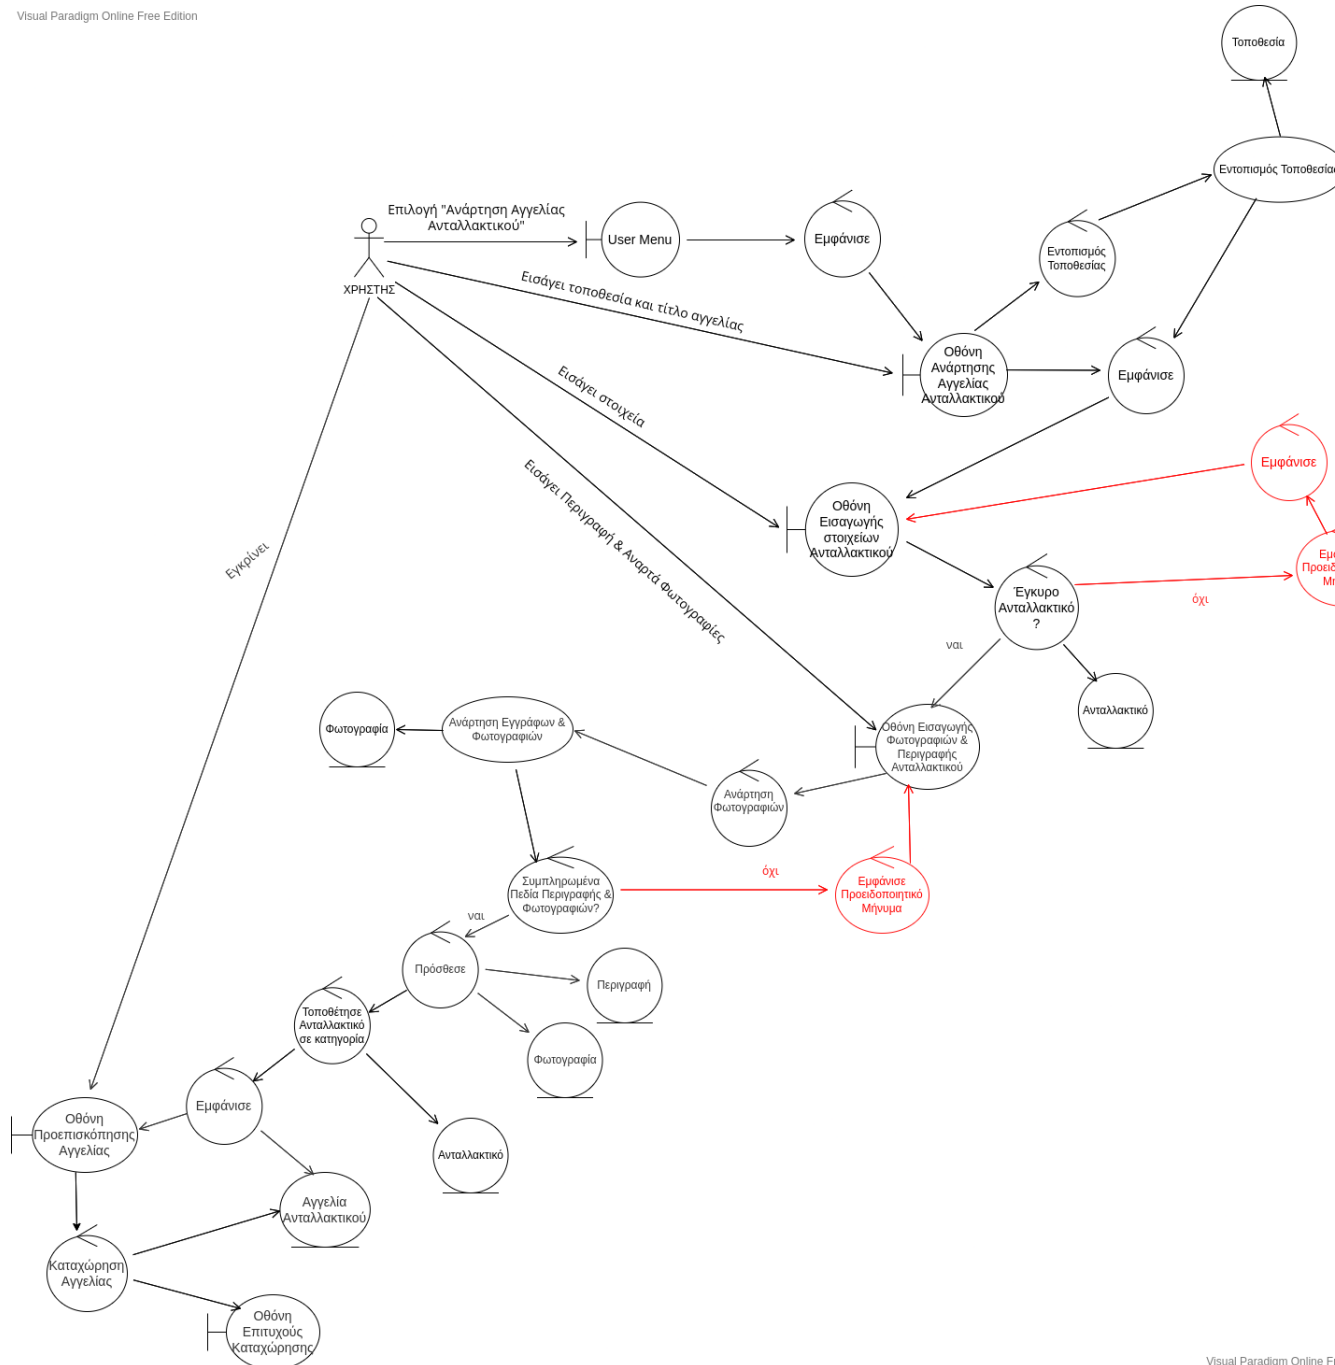 Visual Paradigm Online Free Edition
Τοποθεσία
Εντοπισμός Τοποθεσίας
Επιλογή "Ανάρτηση Αγγελίας
Ανταλλακτικού"
User Menu
Εμφάνισε
Εντοπισμός
Τοποθεσίας
ΧΡΗΣΤΗΣ
Εισάγει τοποθεσία και τίτλο αγγελίας
Οθόνη
Ανάρτησης
Αγγελίας
Ανταλλακτικού
Εμφάνισε
Εισάγει στοιχεία
Εμφάνισε
Εισάγει Περιγραφή & Αναρτά Φωτογραφίες
Οθόνη
Εισαγωγής
στοιχείων
Ανταλλακτικού
Εγκρίνει
Έγκυρο
Ανταλλακτικό
?
όχι
ναι
Ανταλλακτικό
Φωτογραφία
Ανάρτηση Εγγράφων &
Φωτογραφιών
Οθόνη Εισαγωγής
Φωτογραφιών &
Περιγραφής
Ανταλλακτικού
Ανάρτηση
Φωτογραφιών
Συμπληρωμένα
Πεδία Περιγραφής &
Φωτογραφιών?
όχι
Εμφάνισε
Προειδοποιητικό
Μήνυμα
ναι
Πρόσθεσε
Περιγραφή
Τοποθέτησε
Ανταλλακτικό
σε κατηγορία
Φωτογραφία
Εμφάνισε
Οθόνη
Προεπισκόπησης
Αγγελίας
Ανταλλακτικό
Αγγελία
Ανταλλακτικού
Καταχώρηση
Αγγελίας
Οθόνη
Επιτυχούς
Καταχώρησης
Visual Paradigm Online